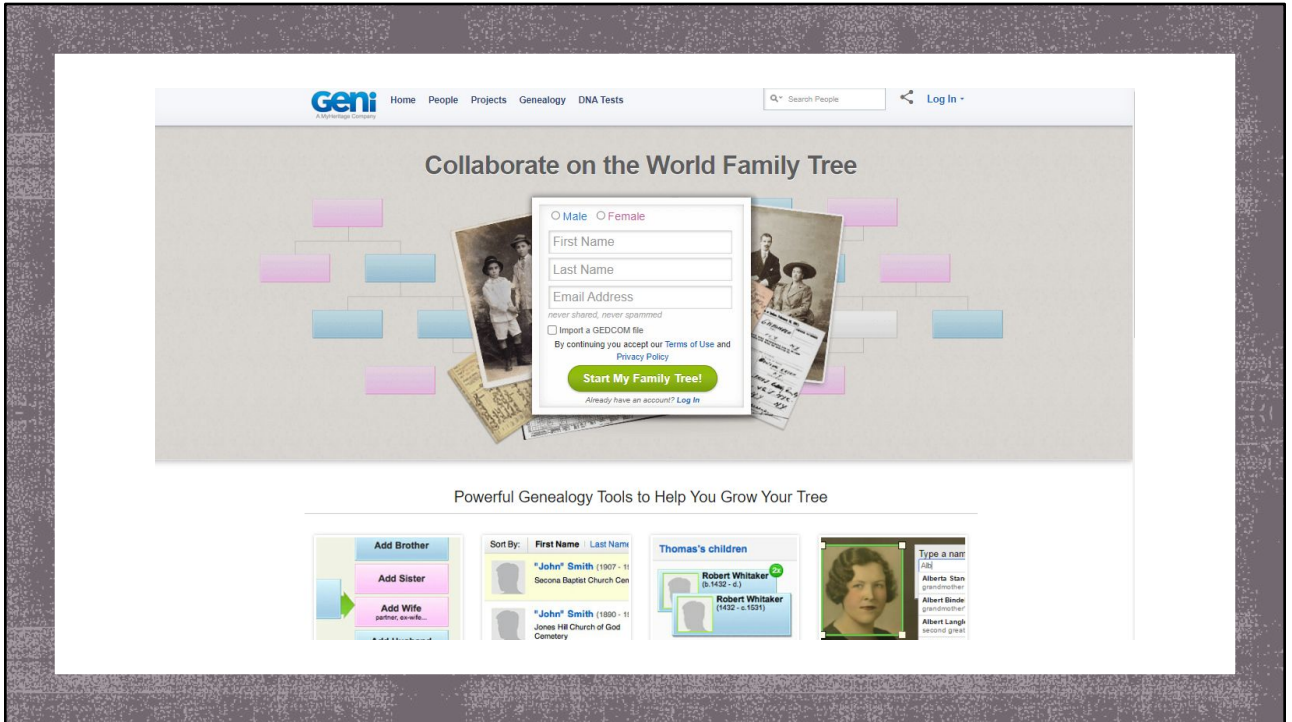 Geni
A MyHeritage Company
Home People Projects Genealogy DNA Tests
Search People
Log In
Collaborate on the World Family Tree
Male Female
First Name
Last Name
Email Address
never shared, never spammed
Import a GEDCOM file
By continuing you accept our Terms of Use and
Privacy Policy
Start My Family Tree!
Already have an account? Log In
Powerful Genealogy Tools to Help You Grow Your Tree
Add Brother
Add Sister
Add Wife
partner, ex-wife...
Add Husband
Sort By: First Name Last Name
"John" Smith (1907 -
Secona Baptist Church
"John" Smith (1890 -
Jones Hill Church of God
Cemetery
Thomas's children
2x
Robert Whitaker
(b.1432 - d.)
Robert Whitaker
(1432 - c.1531)
Type a
Alb
Alberta
grandmother
Albert
grandmother'
Albert
second great